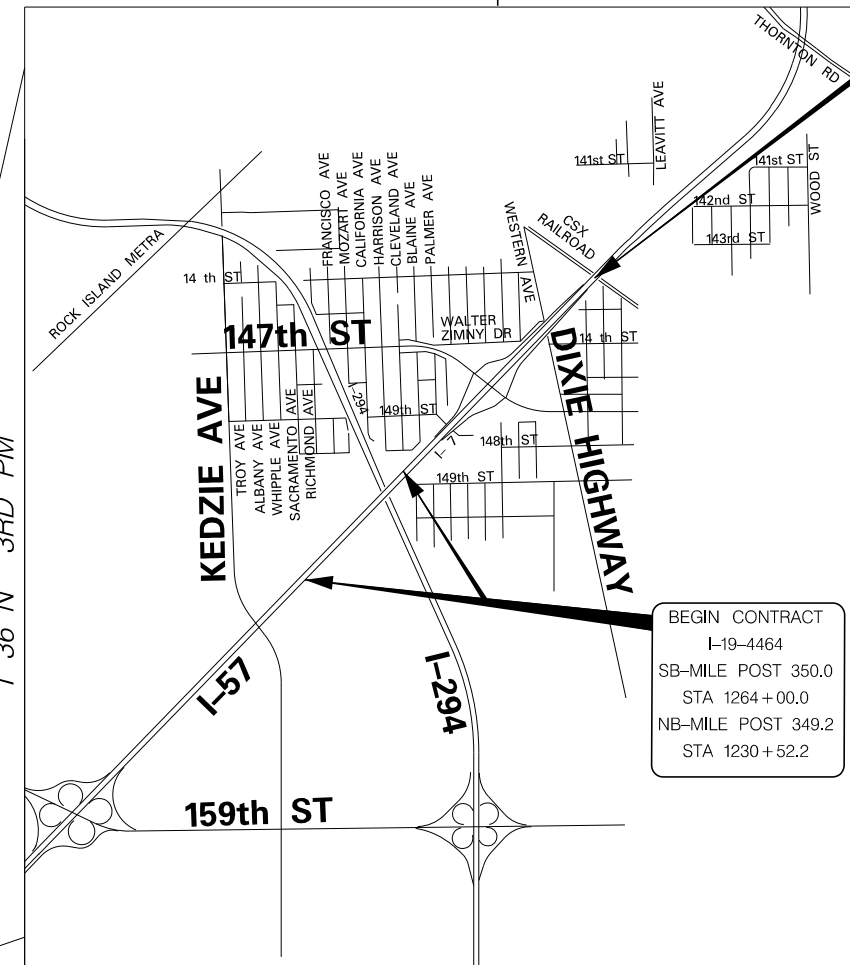 THORNTON RD
LEAVITT AVE
141st ST
141st ST
WOOD ST
142nd ST
143rd ST
FRANCISCO AVE
MOZART AVE
CALIFORNIA AVE
HARRISON AVE
CLEVELAND AVE
BLAINE AVE
PALMER AVE
WESTERN AVE
CSX
RAILROAD
ROCK ISLAND METRA
14 th ST
147th ST
WALTER
ZIMNY DR
14 th ST
DIXIE HIGHWAY
KEDZIE AVE
I-294
149th ST
TROY AVE
ALBANY AVE
WHIPPLE AVE
SACRAMENTO AVE
RICHMOND AVE
I- 7
148th ST
149th ST
I-57
I-294
159th ST
BEGIN CONTRACT
I-19-4464
SB-MILE POST 350.0
STA 1264+00.0
NB-MILE POST 349.2
STA 1230+52.2
36 N 3RD PM